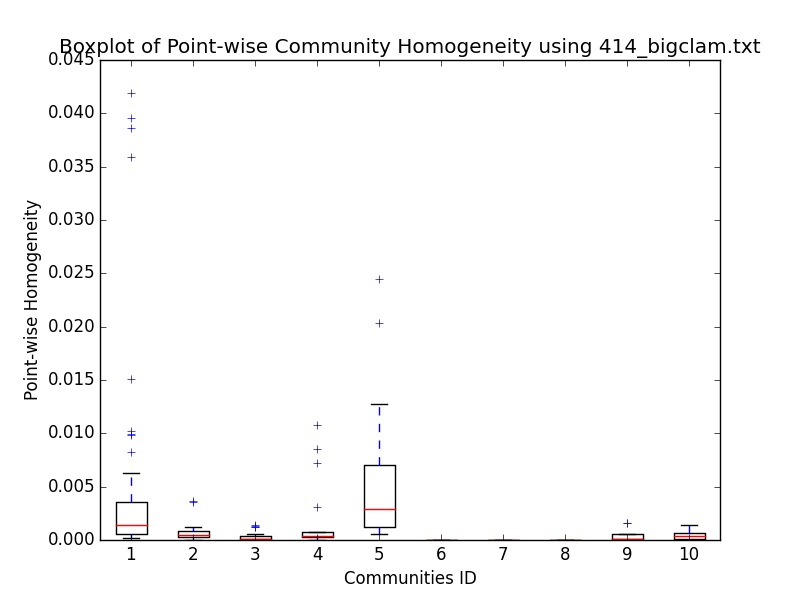 Boxplot of Point-wise Community Homogeneity using 414_bigclam.txt
0.045
0.040
0.035
0.030
0.025
0.020
0.015
0.010
0.005
0.000
Point-wise Homogeneity
1 2 3 4 5 6 7 8 9 10
Communities ID